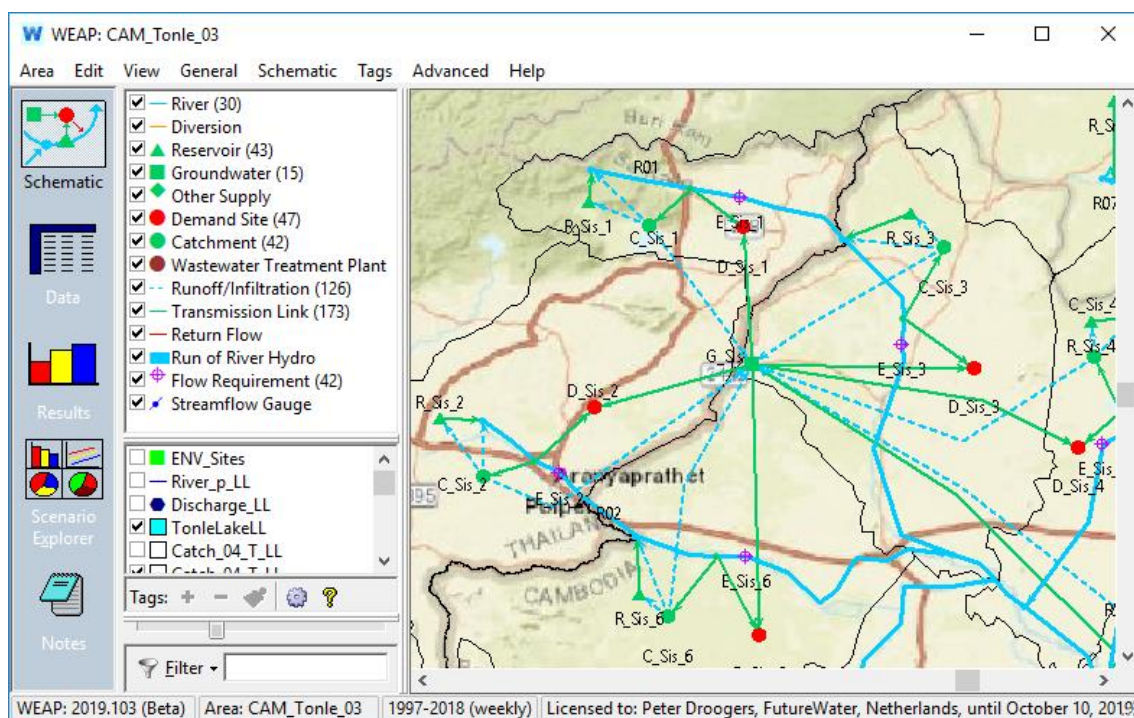 WEAP: CAM_Tonle_03
Area Edit View General Schematic Tags Advanced Help
Schematic
Data
Results
Scenario
Explorer
Notes
River (30)
Diversion
Reservoir (43)
Groundwater (15)
Other Supply
Demand Site (47)
Catchment (42)
Wastewater Treatment Plant
Runoff/Infiltration (126)
Transmission Link (173)
Return Flow
Run of River Hydro
Flow Requirement (42)
Streamflow Gauge
ENV_Sites
River_p_LL
Discharge_LL
TonleLakeLL
Catch_04_T_LL
Catch_04_T_LL
Tags:
Filter
R01
R_Sis_1
C_Sis_1
E_Sis_1
D_Sis_1
R_Sis_3
C_Sis_3
R07
C_Sis_4
R_Sis_4
G_Sis
E_Sis_3
D_Sis_2
R_Sis_2
D_Sis_3
C_Sis_2
Aranyaprathet
E_Sis_2
D_Sis_4
R02
THAILAND
CAMBODIA
E_Sis_6
R_Sis_6
C_Sis_6
WEAP: 2019.103 (Beta) Area: CAM_Tonle_03 1997-2018 (weekly) Licensed to: Peter Droogers, FutureWater, Netherlands, until October 10, 2019